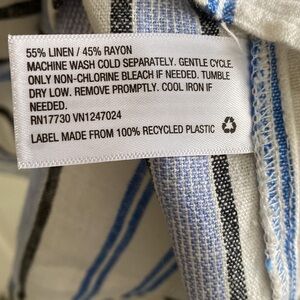 55% LINEN / 45% RAYON
MACHINE WASH COLD SEPARATELY. GENTLE CYCLE.
ONLY NON-CHLORINE BLEACH IF NEEDED. TUMBLE
DRY LOW. REMOVE PROMPTLY. COOL IRON IF
NEEDED.
RN17730 VN1247024
LABEL MADE FROM 100% RECYCLED PLASTIC